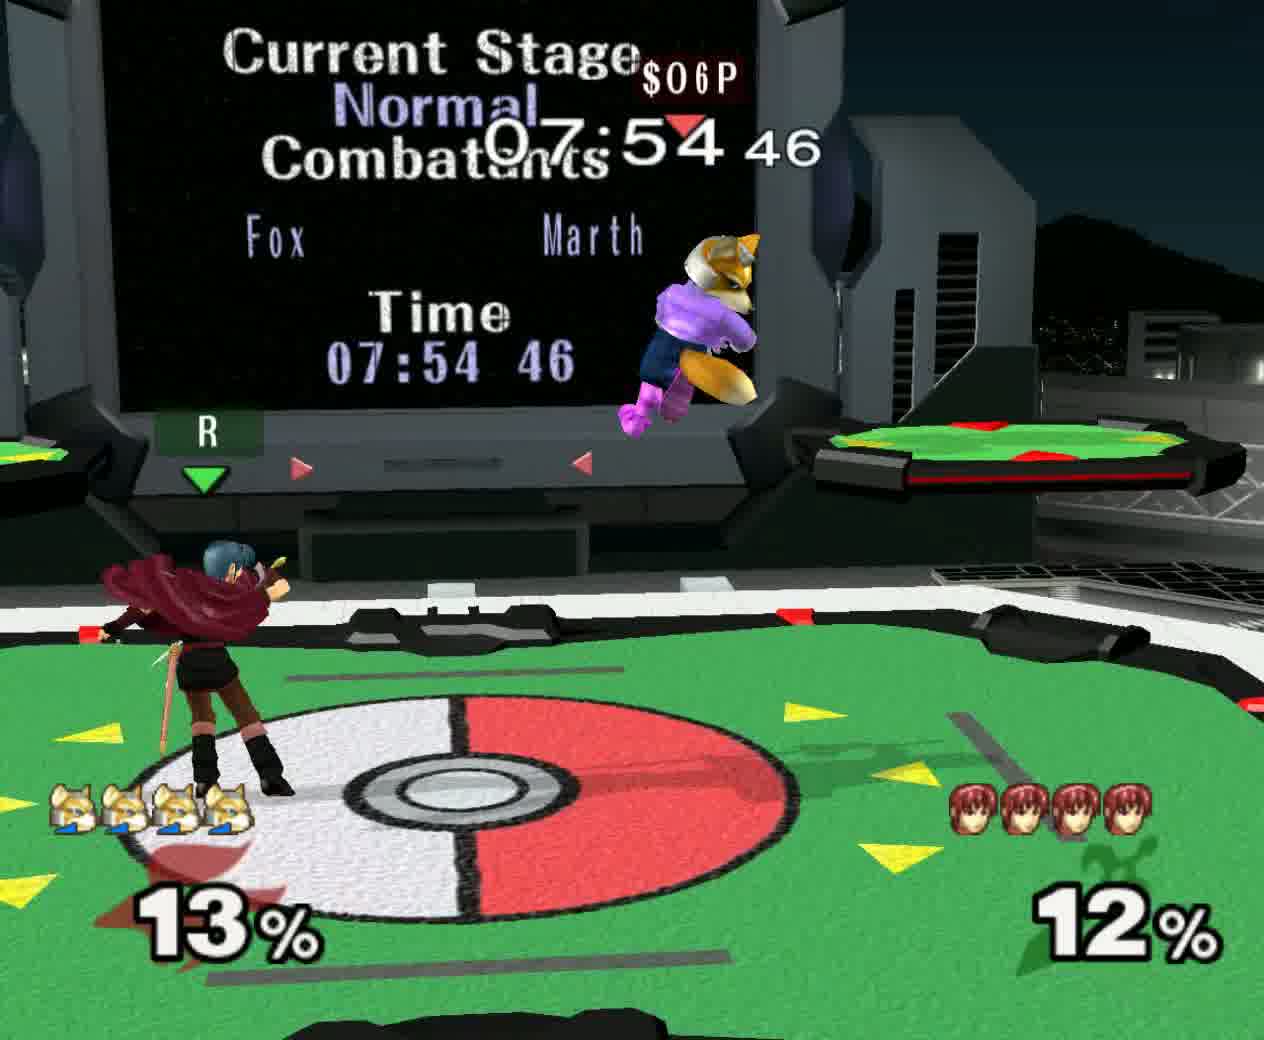 Current Stage
$06P
Normal
07:54 46
Combatants
Fox Marth
Time
07:54 46
R
13%
12%